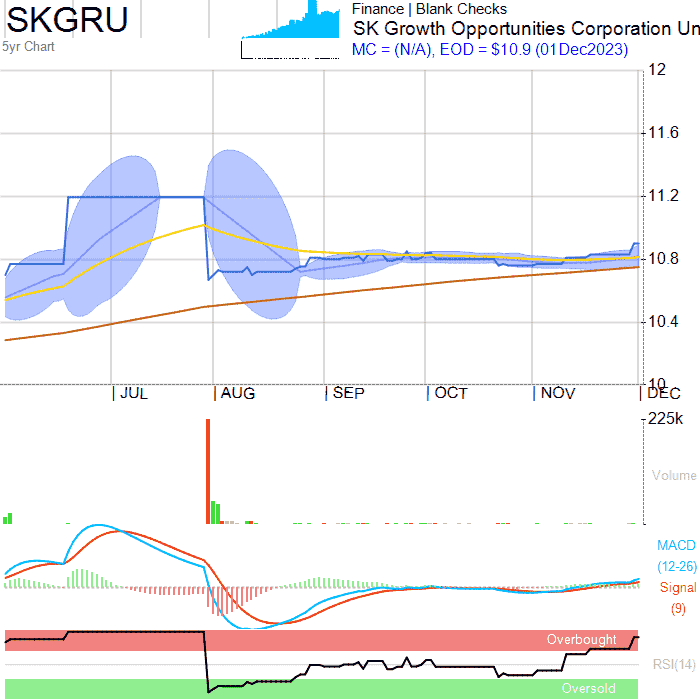 SKGRU
5yr Chart
Finance | Blank Checks
SK Growth Opportunities Corporation Un
MC = (N/A), EOD = $10.9 (01Dec2023)
12
11.6
11.2
10.8
10.4
10
JUL
AUG
SEP
OCT
NOV
DEC
225k
Volume
MACD
(12-26)
Signal
(9)
Overbought
RSI(14)
Oversold